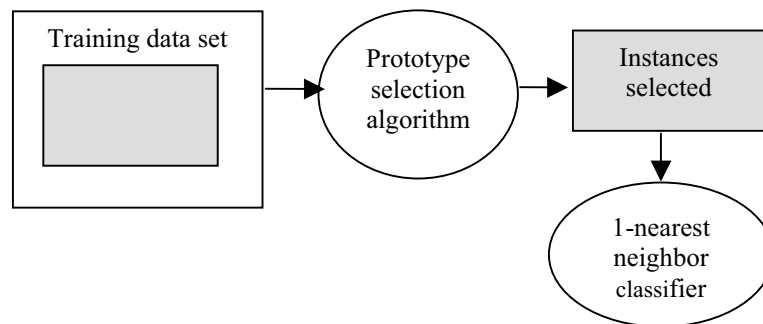 Training data set
Prototype
selection
algorithm
Instances
selected
1-nearest
neighbor
classifier